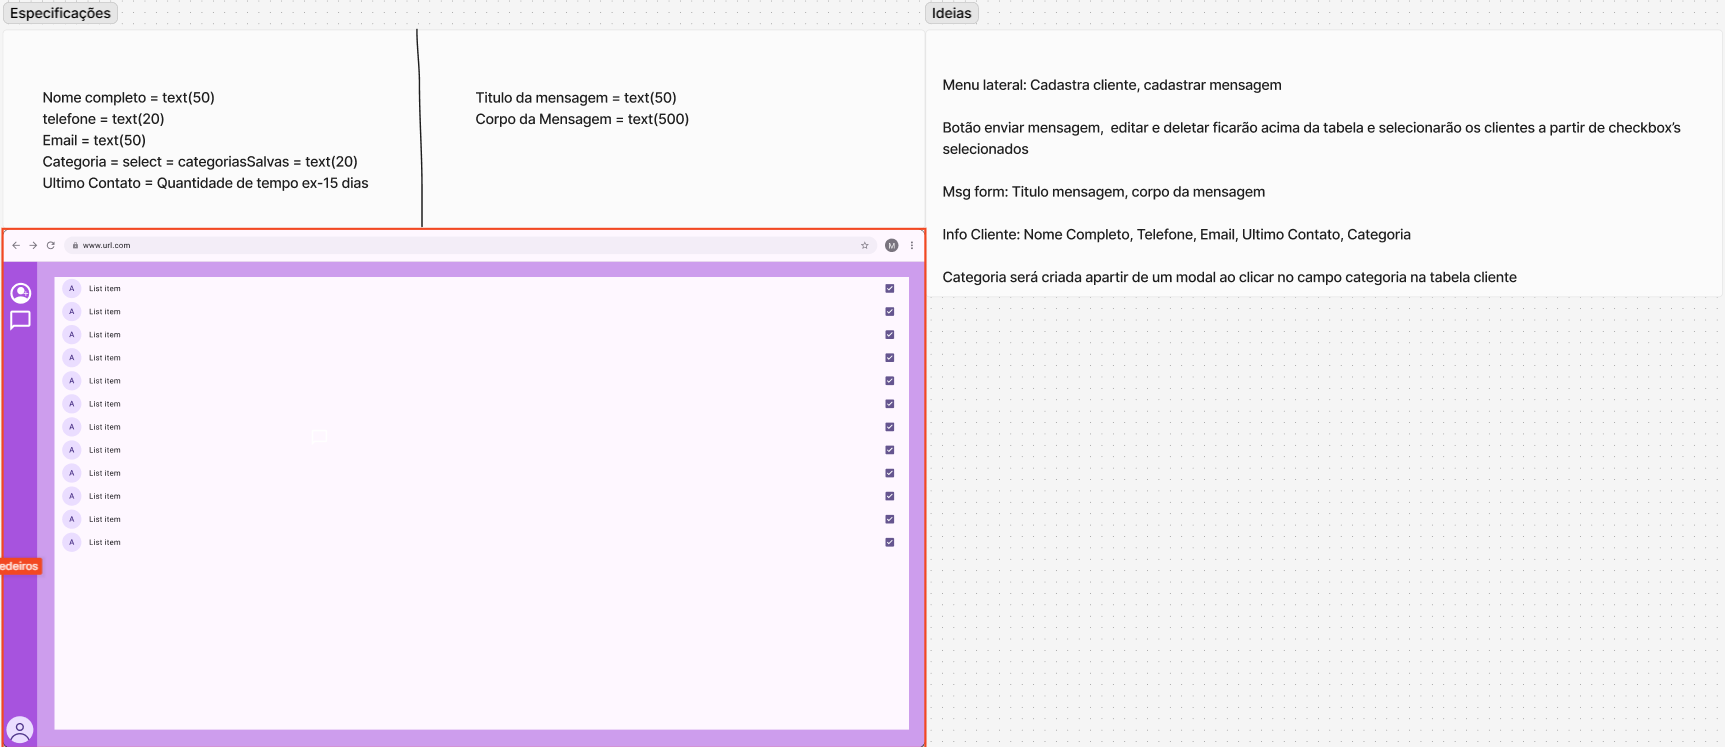 Especificações
Nome completo = text(50)
telefone = text(20)
Email = text(50)
Categoria = select = categoriasSalvas = text(20)
Ultimo Contato = Quantidade de tempo ex-15 dias
Titulo da mensagem = text(50)
Corpo da Mensagem = text(500)
Ideias
Menu lateral: Cadastra cliente, cadastrar mensagem
Botão enviar mensagem, editar e deletar ficarão acima da tabela e selecionarão os clientes a partir de checkbox's
selecionados
Msg form: Titulo mensagem, corpo da mensagem
Info Cliente: Nome Completo, Telefone, Email, Ultimo Contato, Categoria
Categoria será criada apartir de um modal ao clicar no campo categoria na tabela cliente
www.url.com
M
A List item
A List item
A List item
A List item
A List item
A List item
A List item
A List item
A List item
A List item
A List item
A List item
edeiros